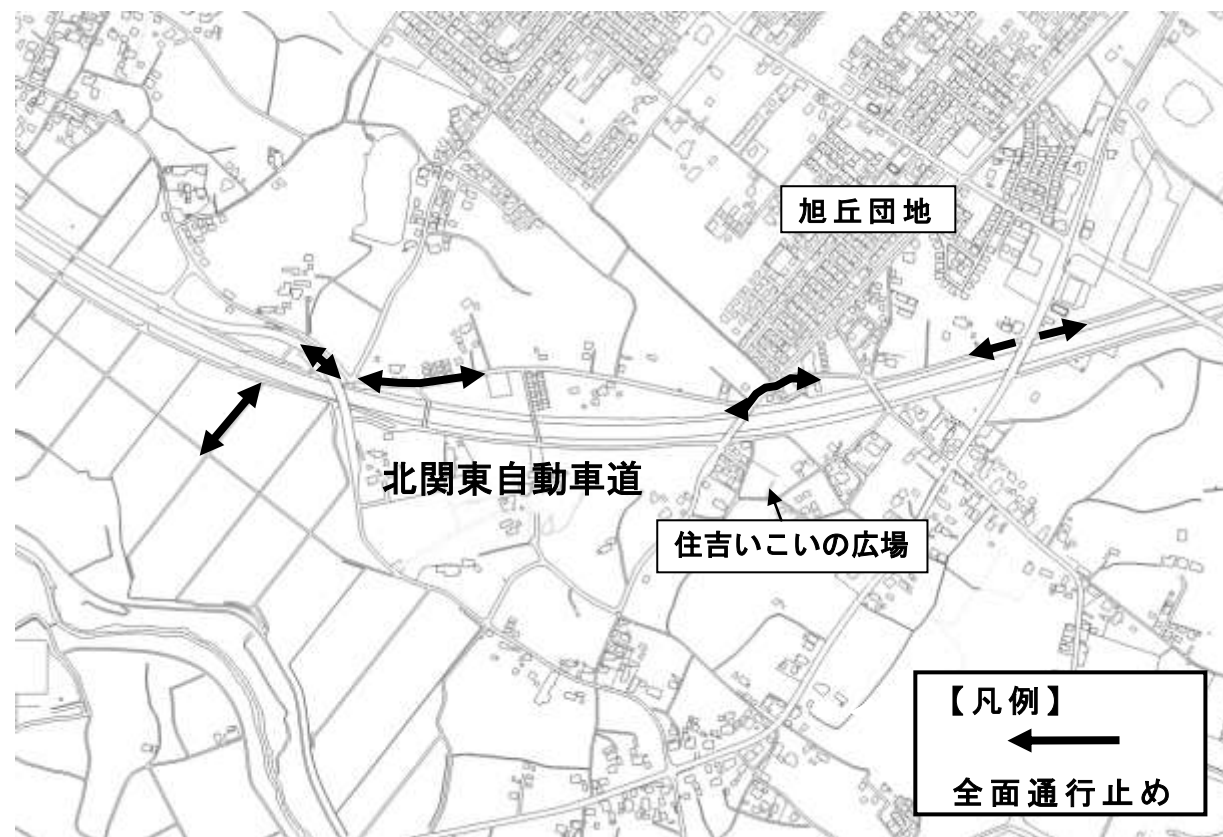 旭丘団地
北関東自動車道
住吉いこいの広場
【凡例】
全面通行止め